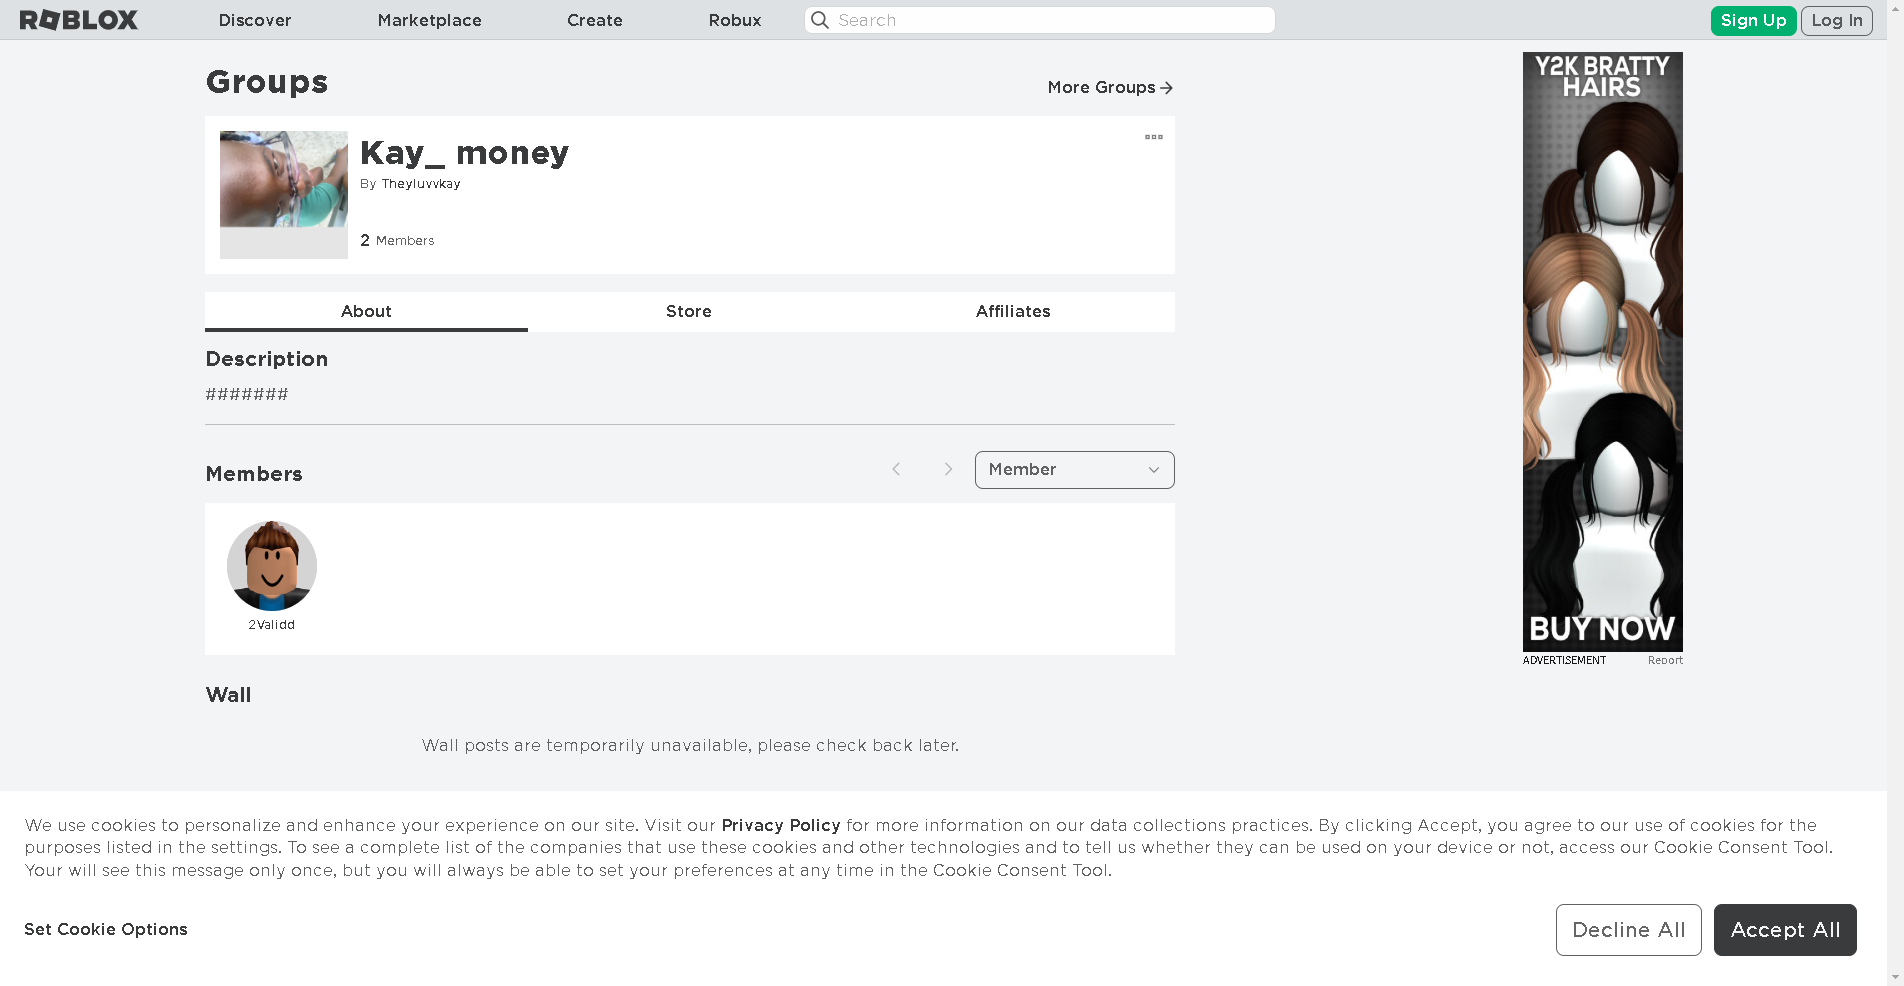 ROBLOX Discover Marketplace Create Robux Search Sign Up Log In
Groups
More Groups
Kay_ money
By Theyluvvkay
2 Members
About Store Affiliates
Description
#######
Members
Member
2Validd
Wall
Wall posts are temporarily unavailable, please check back later.
Y2K BRATTY
HAIRS
BUY NOW
ADVERTISEMENT Report
We use cookies to personalize and enhance your experience on our site. Visit our Privacy Policy for more information on our data collections practices. By clicking Accept, you agree to our use of cookies for the
purposes listed in the settings. To see a complete list of the companies that use these cookies and other technologies and to tell us whether they can be used on your device or not, access our Cookie Consent Tool.
Your will see this message only once, but you will always be able to set your preferences at any time in the Cookie Consent Tool.
Set Cookie Options
Decline All
Accept All